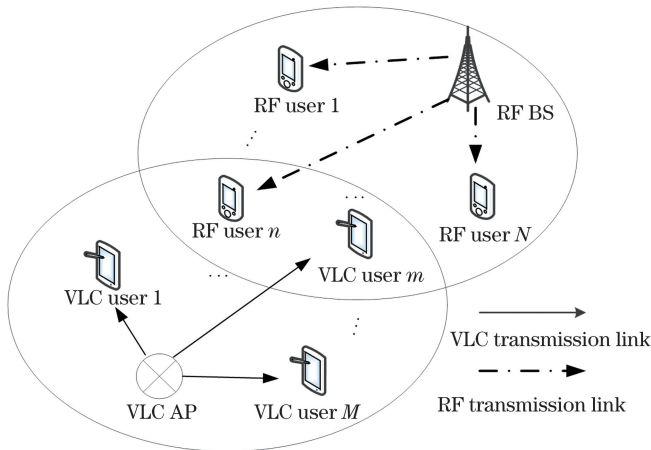 RF user 1
RF BS
RF user n
RF user N
VLC user 1
VLC user m
VLC AP
VLC user M
VLC transmission link
RF transmission link